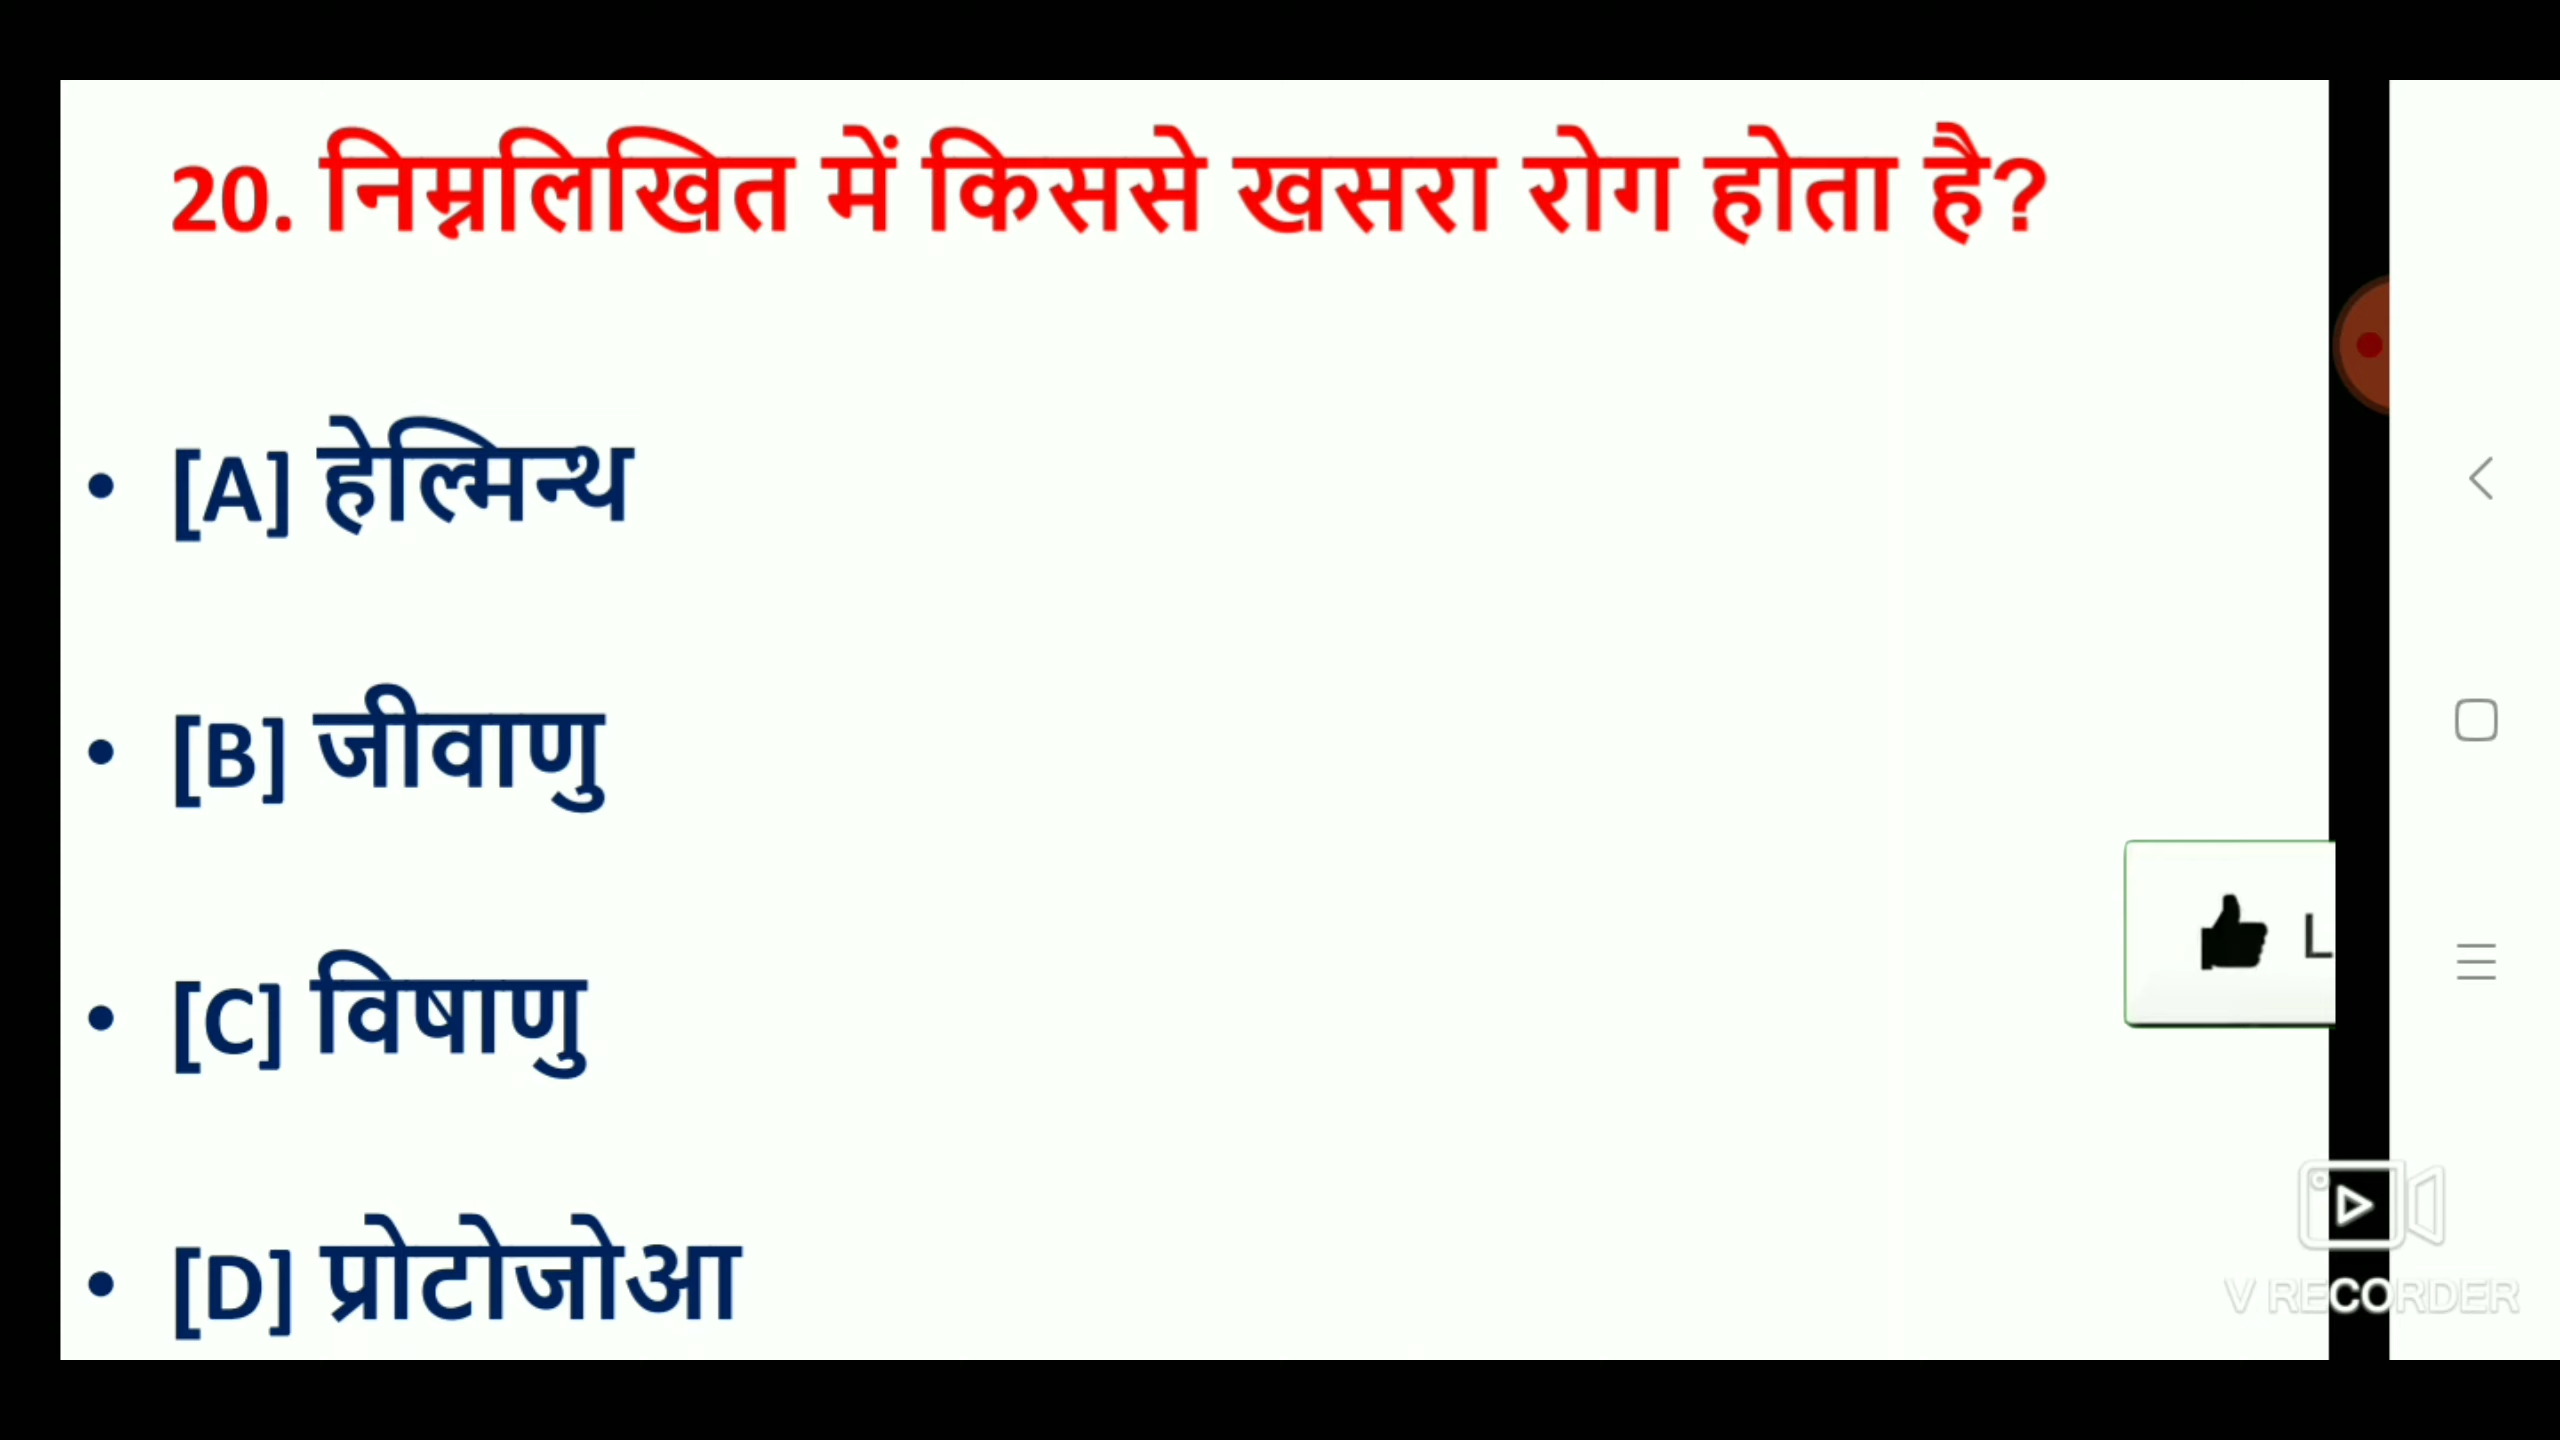 20. निम्नलिखित में किससे खसरा रोग होता है?
• [A] हेल्मिन्थ
• [B] जीवाणु
• [C] विषाणु
• [D] प्रोटोजोआ
L
V RECORDER